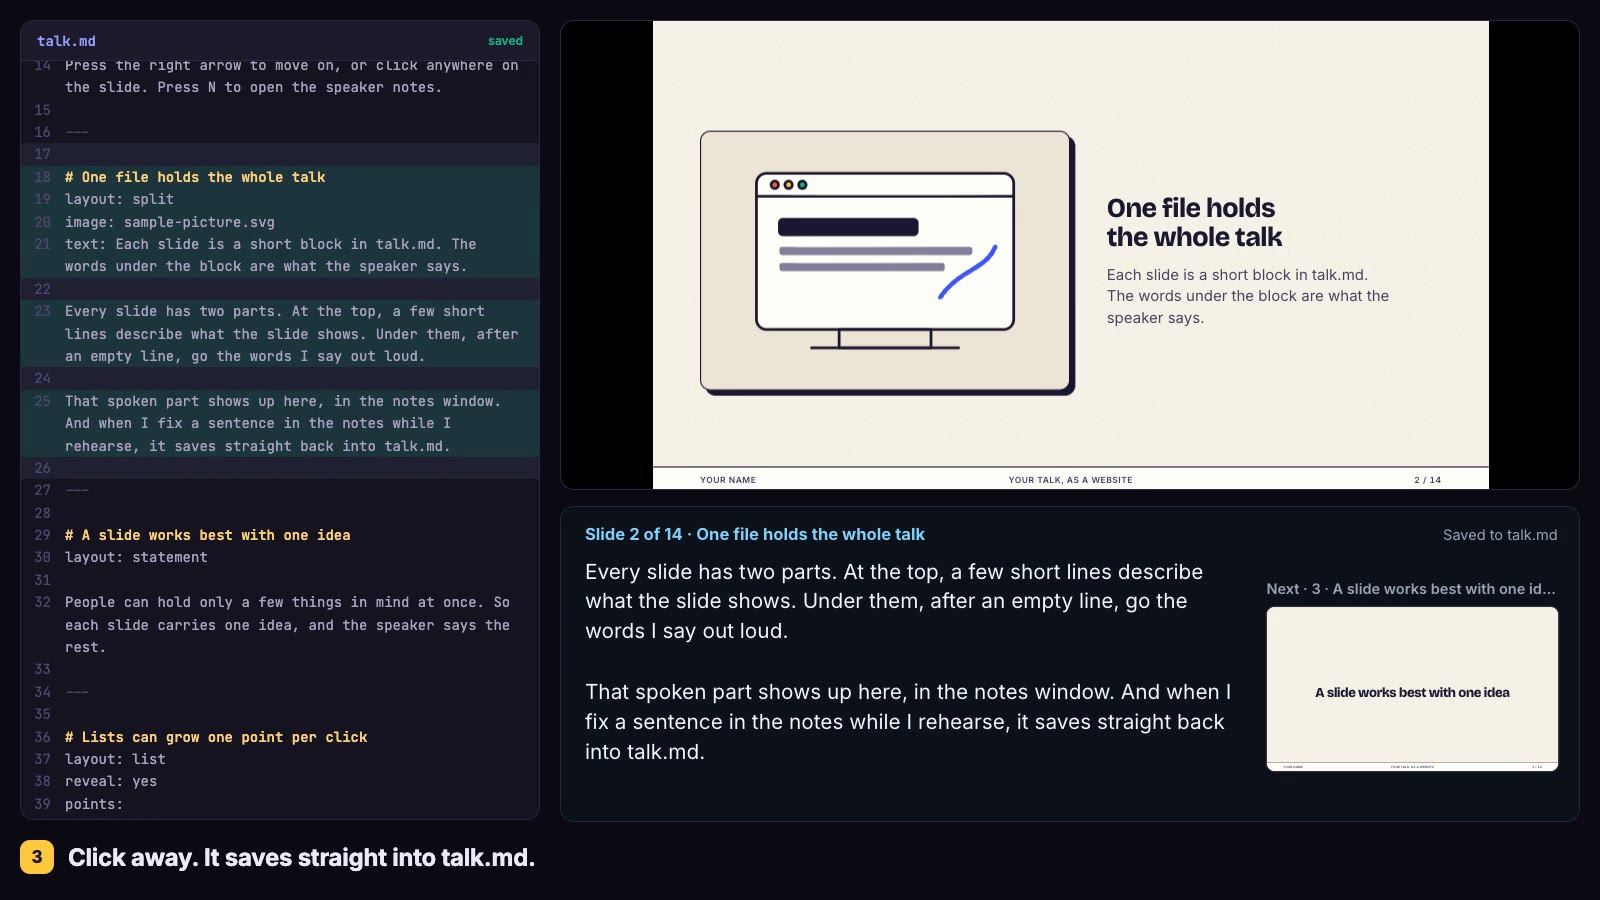 talk.md
saved
14 Press the right arrow to move on, or click anywhere on
the slide. Press N to open the speaker notes.
15
16 ---
17
18 # One file holds the whole talk
19 layout: split
20 image: sample-picture.svg
21 text: Each slide is a short block in talk.md. The
words under the block are what the speaker says.
22
23 Every slide has two parts. At the top, a few short
lines describe what the slide shows. Under them, after
an empty line, go the words I say out loud.
24
25 That spoken part shows up here, in the notes window.
And when I fix a sentence in the notes while I
rehearse, it saves straight back into talk.md.
26
27 ---
28
29 # A slide works best with one idea
30 layout: statement
31
32 People can hold only a few things in mind at once. So
each slide carries one idea, and the speaker says the
rest.
33
34 ---
35
36 # Lists can grow one point per click
37 layout: list
38 reveal: yes
39 points:
One file holds
the whole talk
Each slide is a short block in talk.md.
The words under the block are what the
speaker says.
YOUR NAME
YOUR TALK, AS A WEBSITE
2 / 14
Slide 2 of 14 · One file holds the whole talk
Saved to talk.md
Every slide has two parts. At the top, a few short lines describe
what the slide shows. Under them, after an empty line, go the
words I say out loud.
That spoken part shows up here, in the notes window. And when I
fix a sentence in the notes while I rehearse, it saves straight back
into talk.md.
Next · 3 · A slide works best with one id...
A slide works best with one idea
YOUR NAME
YOUR TALK, AS A WEBSITE
3 / 14
3 Click away. It saves straight into talk.md.